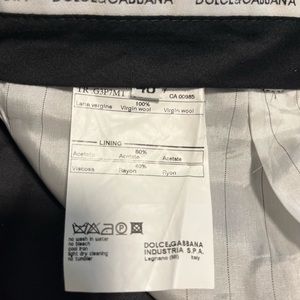 DOLCE&GABBANA DOLCE&GABBANA
CA 00985
Lana vergine 100% Virgin wool
Virgin wool
LINING
Acetato 60% Acetate
Acetate
Viscosa 40% Ryon
Rayon
no wash in water
no bleach
cool iron
light dry cleaning
no tumbler
DOLCE&GABBANA
INDUSTRIA S.P.A.
Legnano (MI) Italy